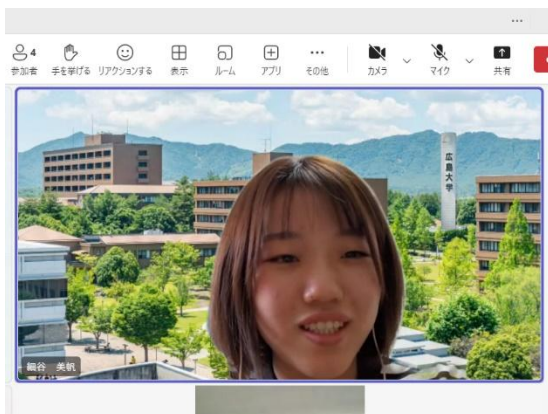 4
参加者 手を挙げる リアクションする 表示 ルーム アプリ その他 カメラ マイク 共有
広島大学
細谷 美帆